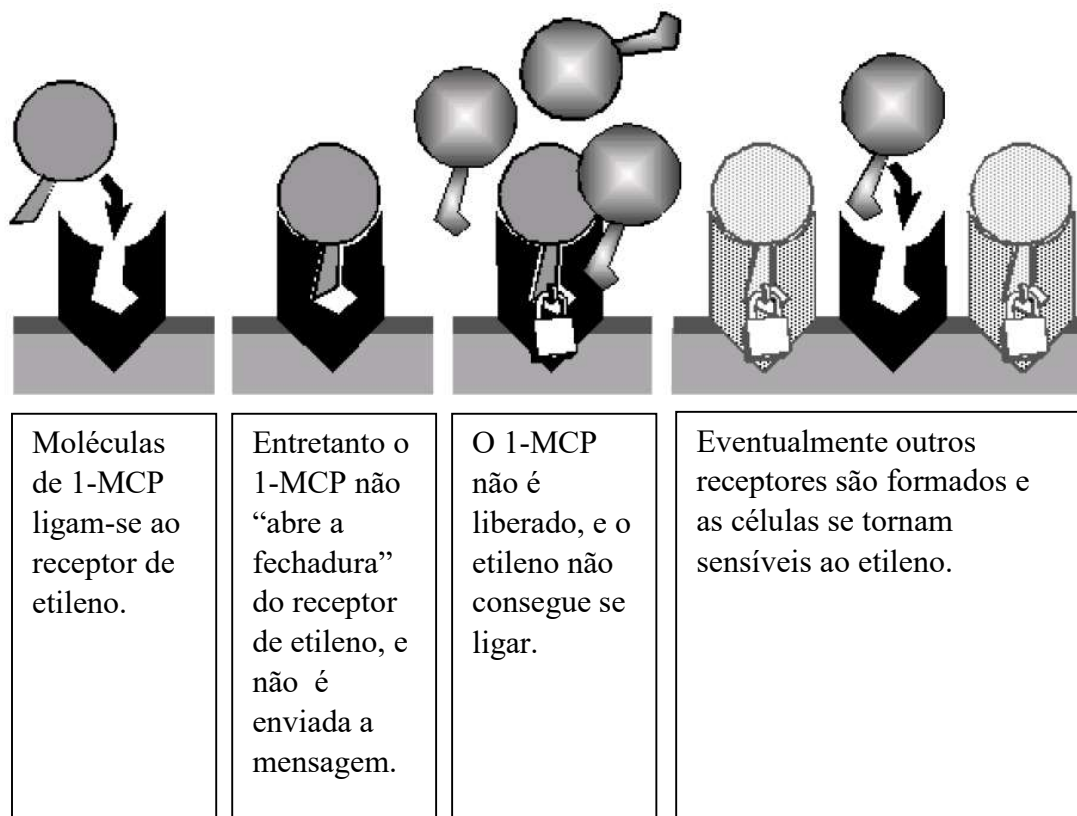 Moléculas
de 1-MCP
ligam-se ao
receptor de
etileno.
Entretanto o
1-MCP não
“abre a
fechadura”
do receptor
de etileno, e
não é
enviada a
mensagem.
O 1-MCP
não é
liberado, e o
etileno não
consegue se
ligar.
Eventualmente outros
receptores são formados e
as células se tornam
sensíveis ao etileno.